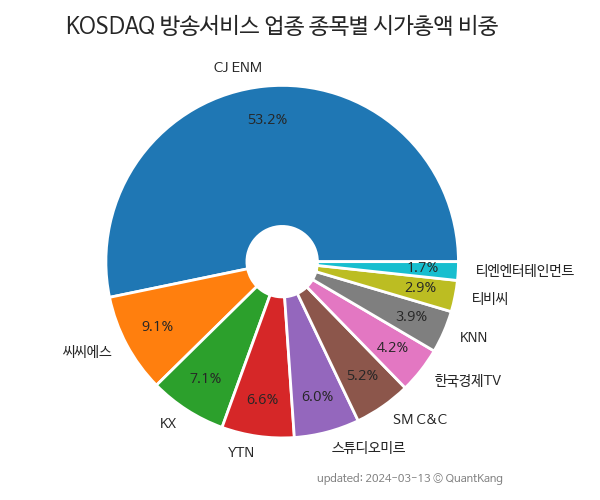 KOSDAQ 방송서비스 업종 종목별 시가총액 비중
CJ ENM
53.2%
1.7%
티엔엔터테인먼트
2.9%
티비씨
3.9%
KNN
4.2%
한국경제TV
5.2%
SM C&C
6.0%
스튜디오미르
6.6%
YTN
7.1%
KX
9.1%
씨씨에스
updated: 2024-03-13 © QuantKang